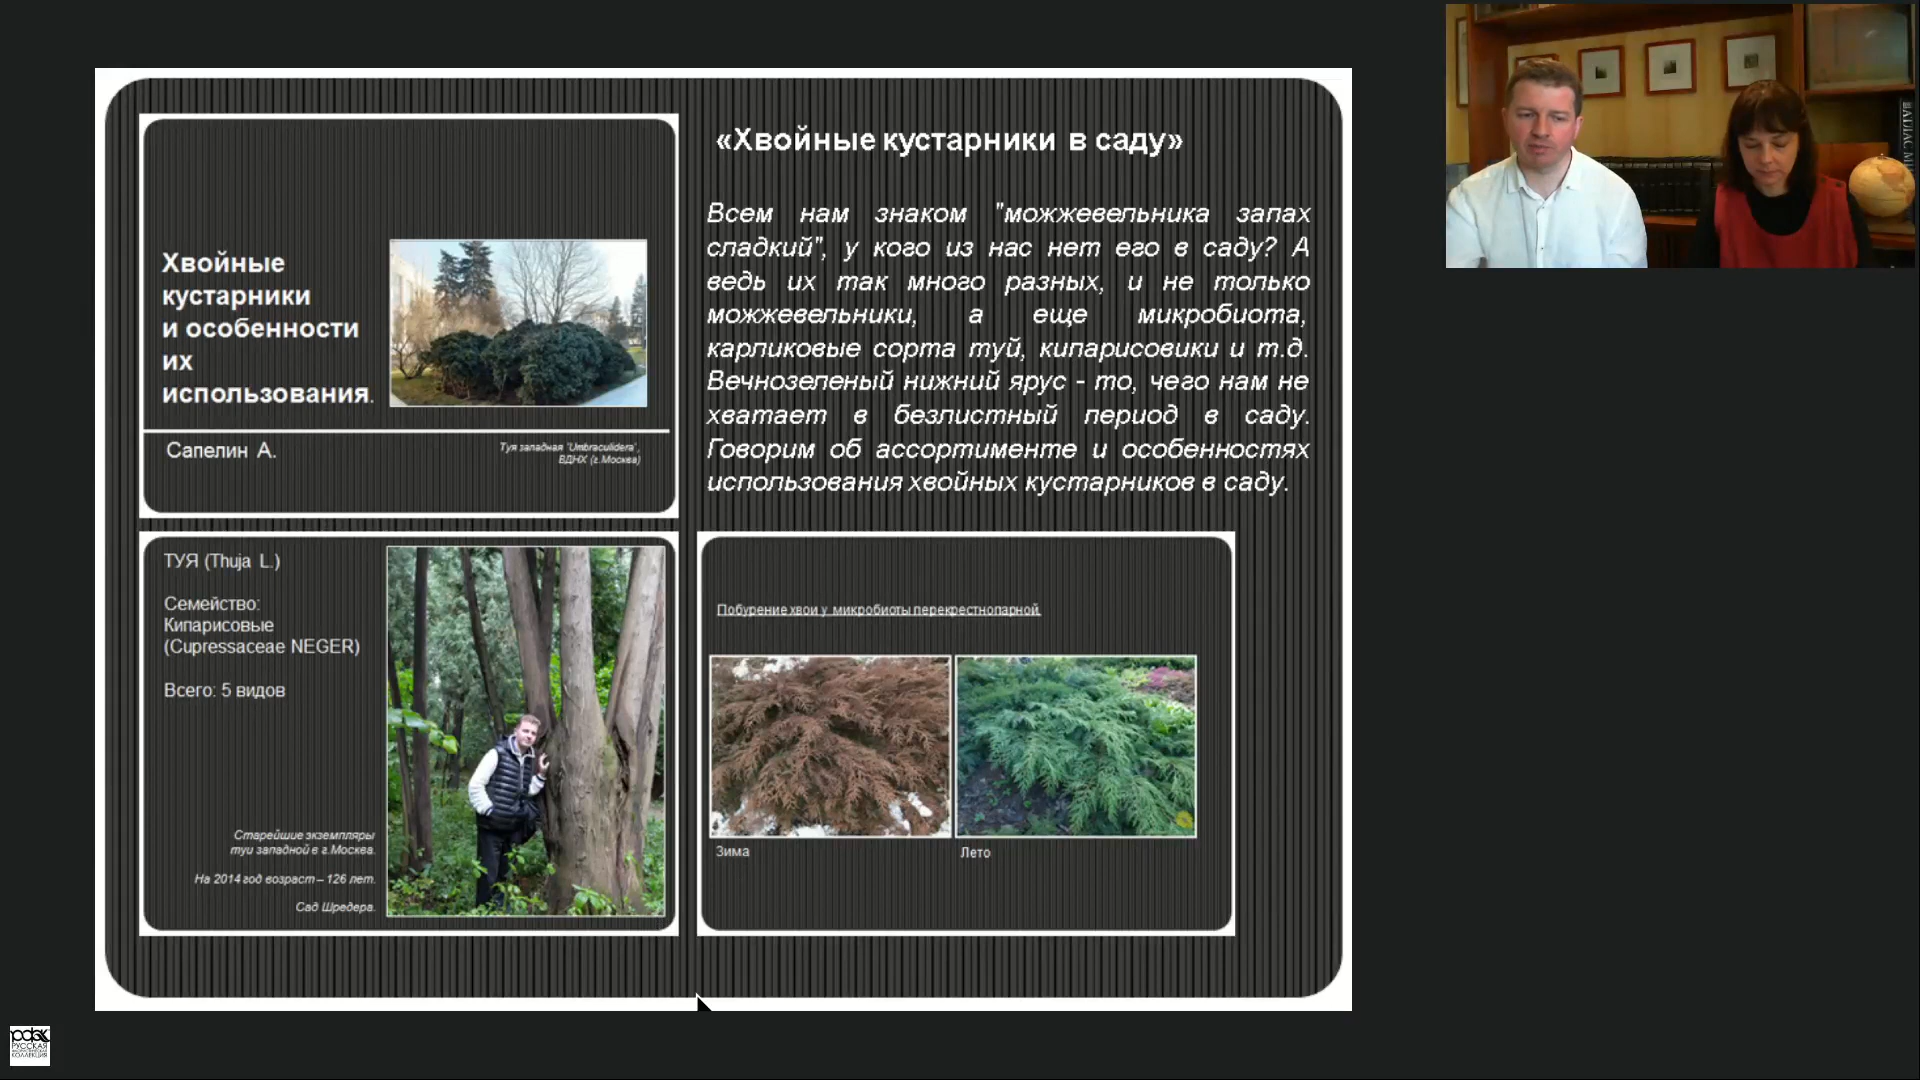 Хвойные
кустарники
и особенности
их
использования.
Сапелин А.
Туя западная 'Umbraculidera',
ВДНХ (г.Москва)
«Хвойные кустарники в саду»
Всем нам знаком "можжевельника запах
сладкий", у кого из нас нет его в саду? А
ведь их так много разных, и не только
можжевельники, а еще микробиота,
карликовые сорта туй, кипарисовики и т.д.
Вечнозеленый нижний ярус - то, чего нам не
хватает в безлистный период в саду.
Говорим об ассортименте и особенностях
использования хвойных кустарников в саду.
ТУЯ (Thuja L.)
Семейство:
Кипарисовые
(Cupressaceae NEGER)
Всего: 5 видов
Старейшие экземпляры
туи западной в г.Москва.
На 2014 год возраст – 126 лет.
Сад Шредера.
Побурение хвои у микробиоты перекрестнопарной.
Зима
Лето
РУССКАЯ
КОЛЛЕКЦИЯ